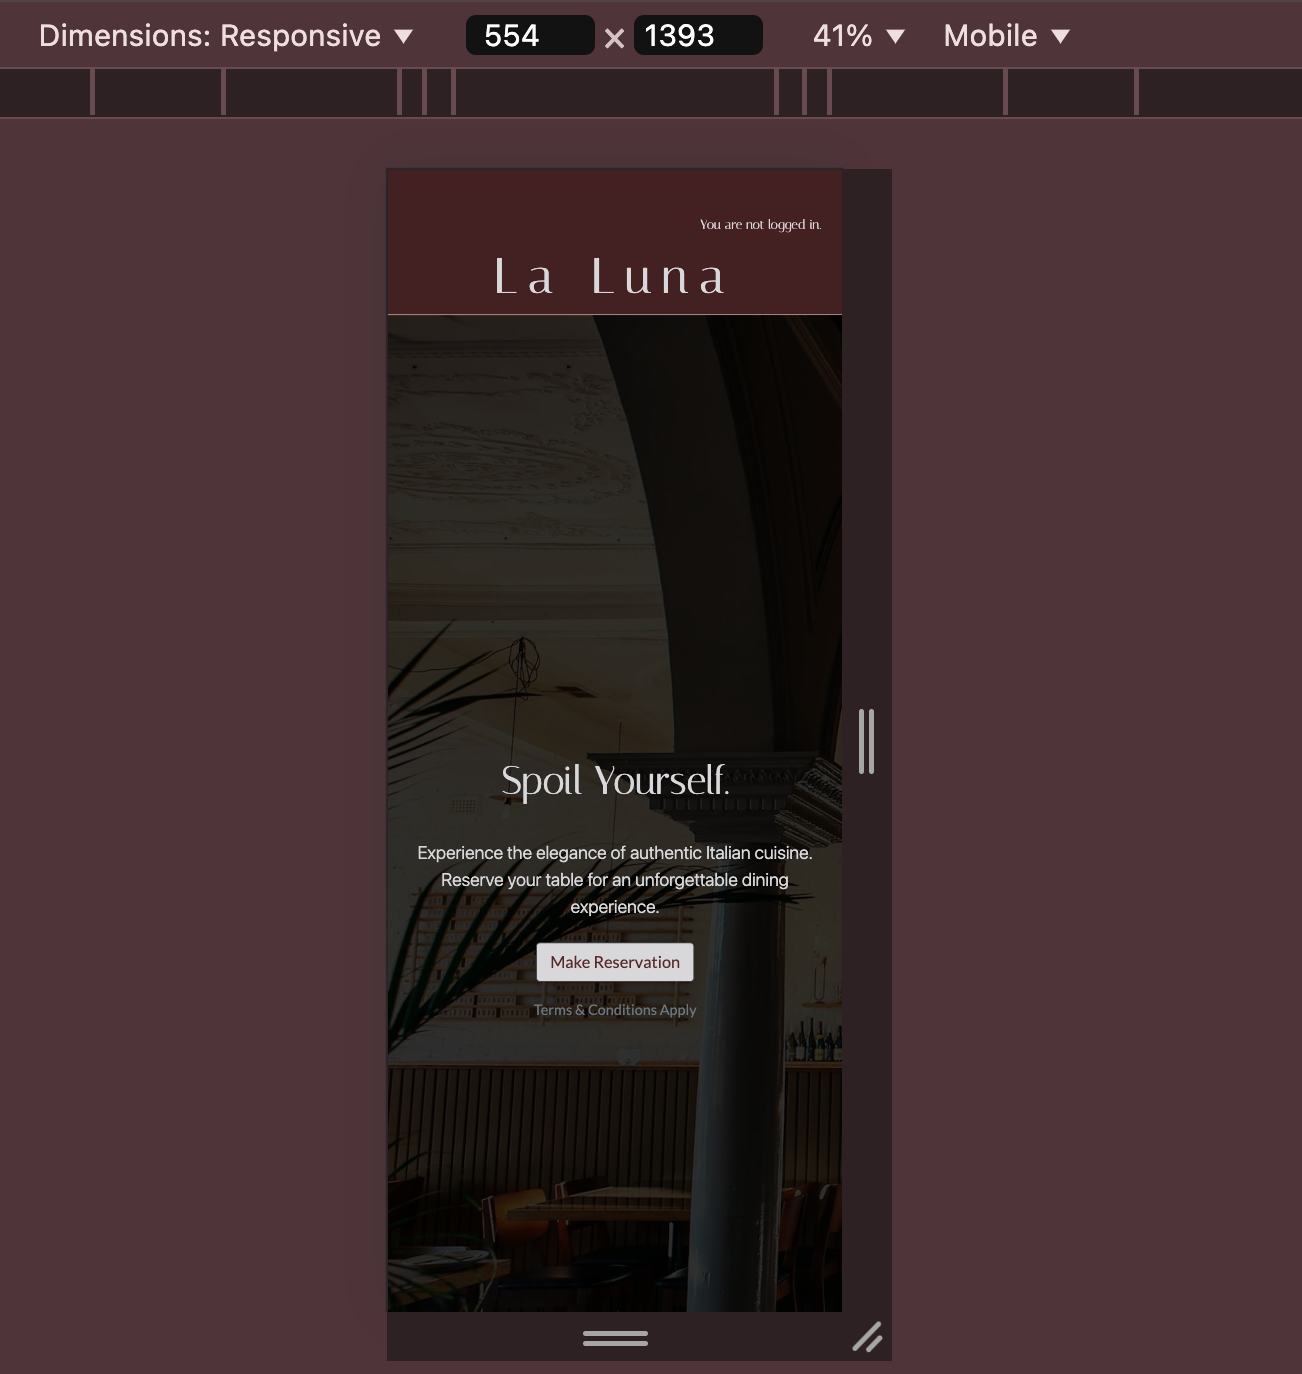 Dimensions: Responsive ▼ 554 × 1393 41% ▼ Mobile ▼
You are not logged in.
La Luna
Spoil Yourself.
Experience the elegance of authentic Italian cuisine.
Reserve your table for an unforgettable dining
experience.
Make Reservation
Terms & Conditions Apply